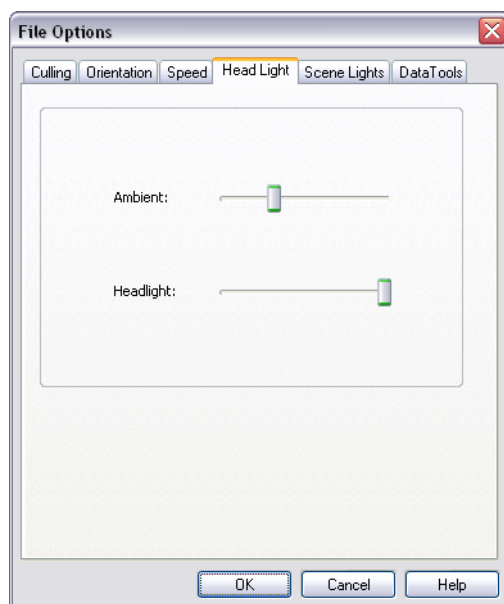 File Options
Culling Orientation Speed Head Light Scene Lights DataTools
Ambient:
Headlight:
OK Cancel Help